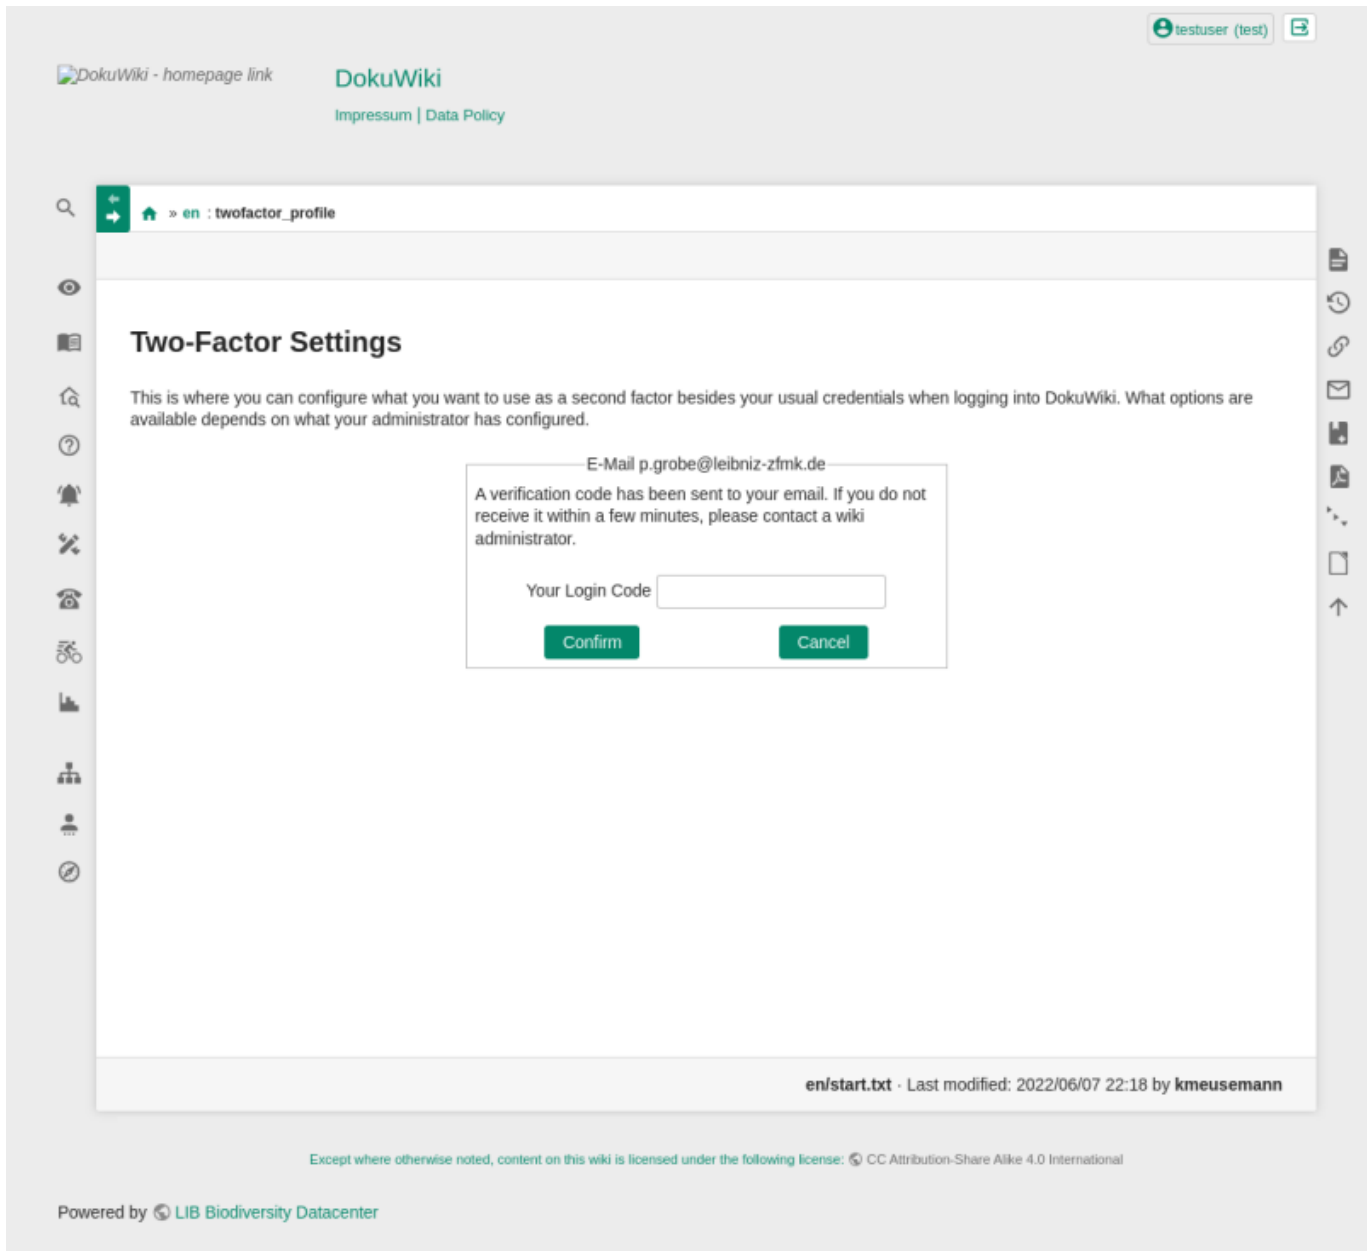 testuser (test)
DokuWiki - homepage link
DokuWiki
Impressum | Data Policy
» en : twofactor_profile
Two-Factor Settings
This is where you can configure what you want to use as a second factor besides your usual credentials when logging into DokuWiki. What options are
available depends on what your administrator has configured.
E-Mail p.grobe@leibniz-zfmk.de
A verification code has been sent to your email. If you do not
receive it within a few minutes, please contact a wiki
administrator.
Your Login Code
Confirm Cancel
en/start.txt · Last modified: 2022/06/07 22:18 by kmeusemann
Except where otherwise noted, content on this wiki is licensed under the following license: CC Attribution-Share Alike 4.0 International
Powered by LIB Biodiversity Datacenter